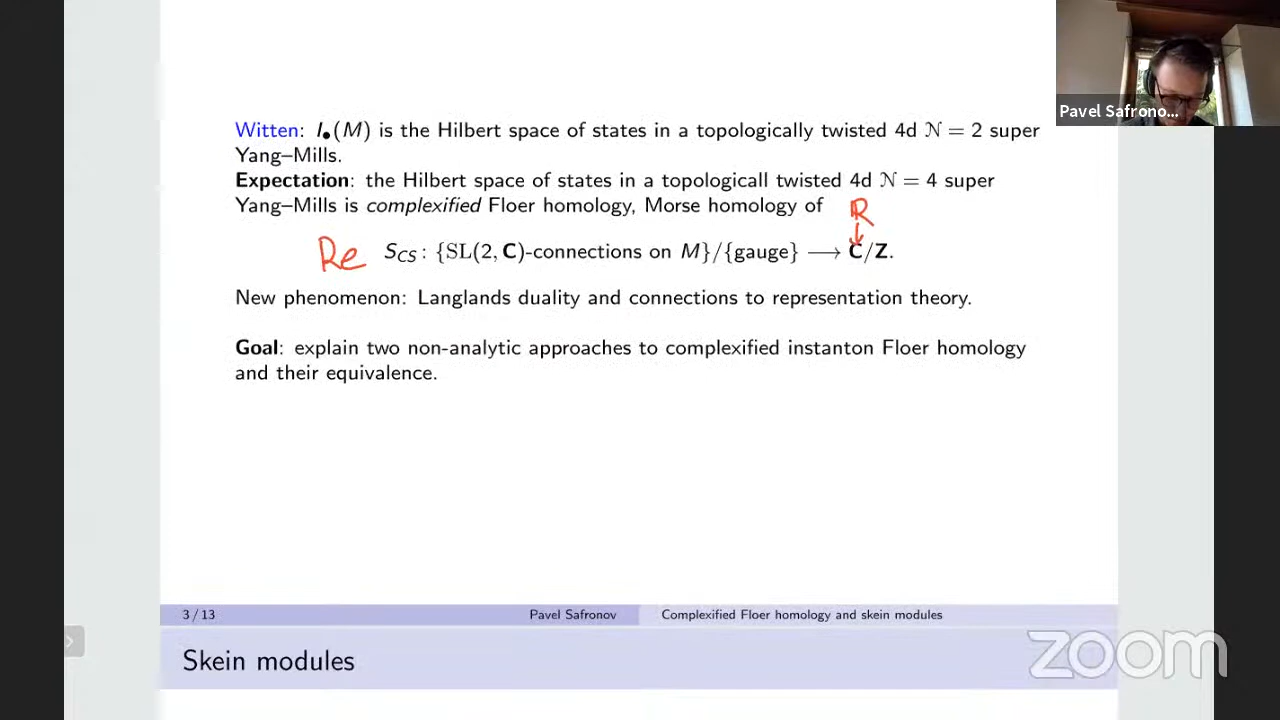 Pavel Safrono...
Witten: I•(M) is the Hilbert space of states in a topologically twisted 4d N = 2 super
Yang–Mills.
Expectation: the Hilbert space of states in a topologicall twisted 4d N = 4 super
Yang–Mills is complexified Floer homology, Morse homology of
R
↓
Re S_CS : {SL(2, C)-connections on M}/{gauge} ⟶ C/Z.
New phenomenon: Langlands duality and connections to representation theory.
Goal: explain two non-analytic approaches to complexified instanton Floer homology
and their equivalence.
3 / 13 Pavel Safronov Complexified Floer homology and skein modules
Skein modules
zoom